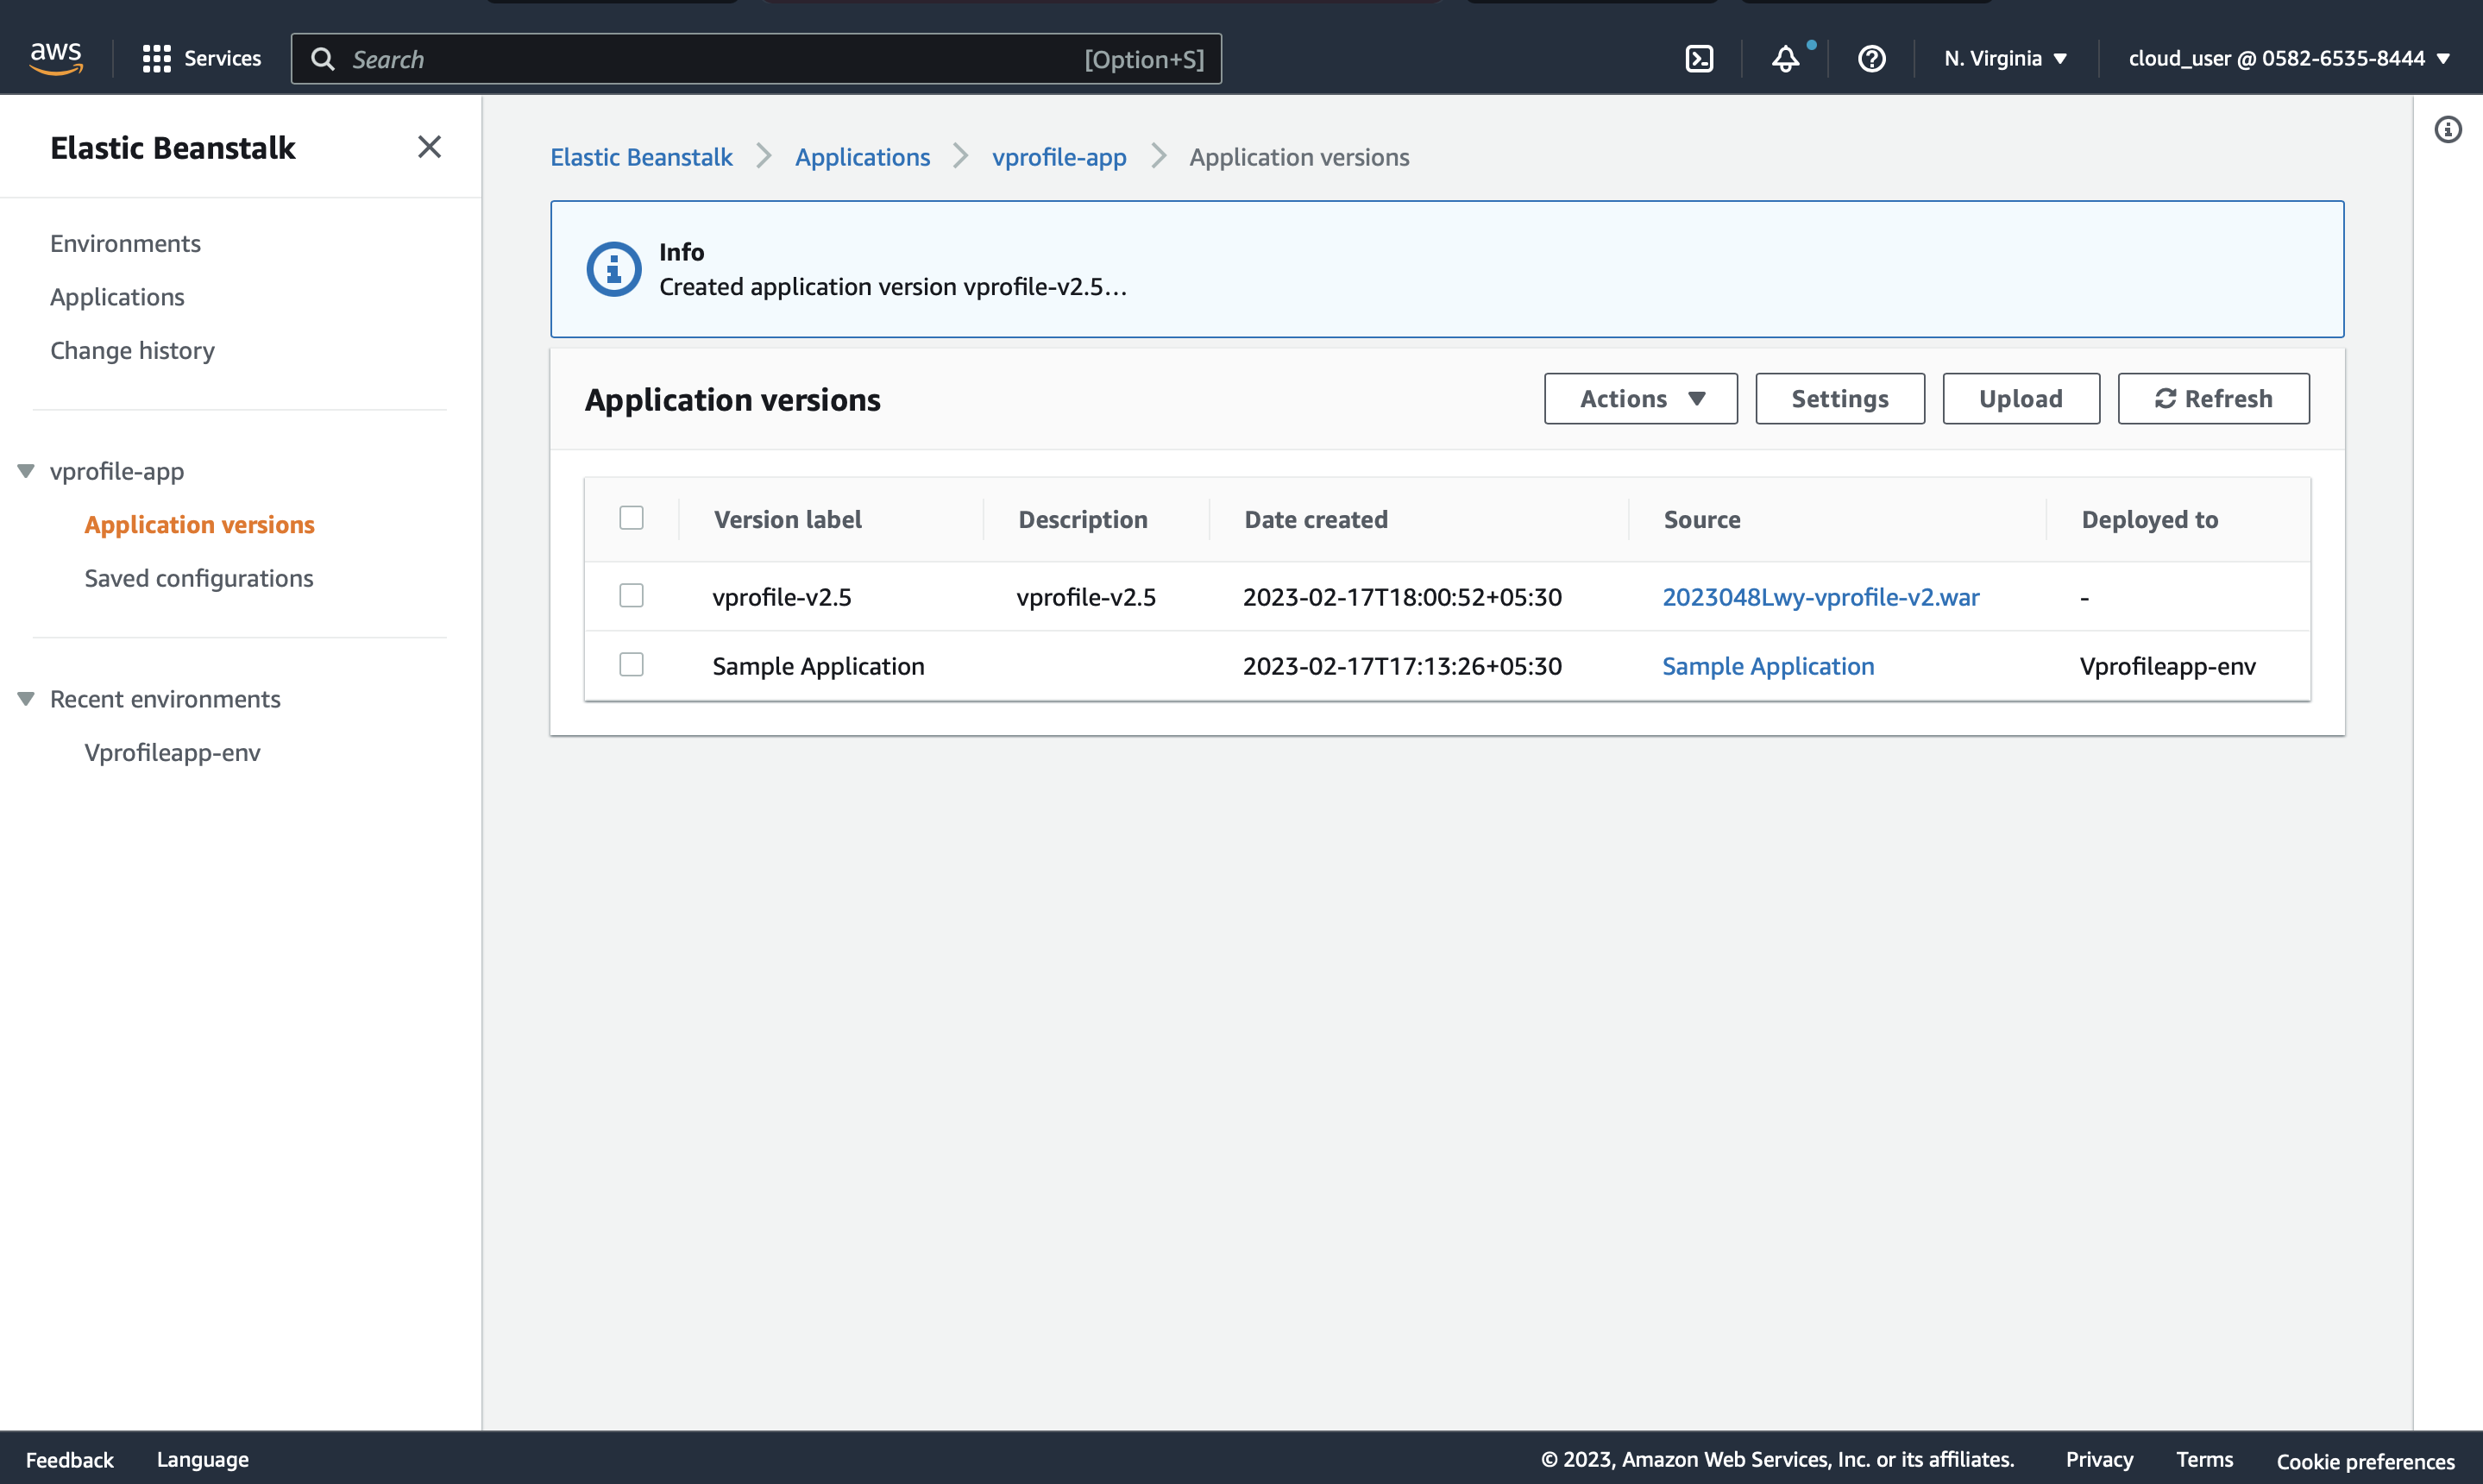 aws
Services
Search [Option+S]
N. Virginia
cloud_user @ 0582-6535-8444
Elastic Beanstalk
Environments
Applications
Change history
vprofile-app
Application versions
Saved configurations
Recent environments
Vprofileapp-env
Elastic Beanstalk Applications vprofile-app Application versions
Info
Created application version vprofile-v2.5...
Application versions
Actions Settings Upload Refresh
Version label Description Date created Source Deployed to
vprofile-v2.5 vprofile-v2.5 2023-02-17T18:00:52+05:30 2023048Lwy-vprofile-v2.war -
Sample Application 2023-02-17T17:13:26+05:30 Sample Application Vprofileapp-env
Feedback Language © 2023, Amazon Web Services, Inc. or its affiliates. Privacy Terms Cookie preferences